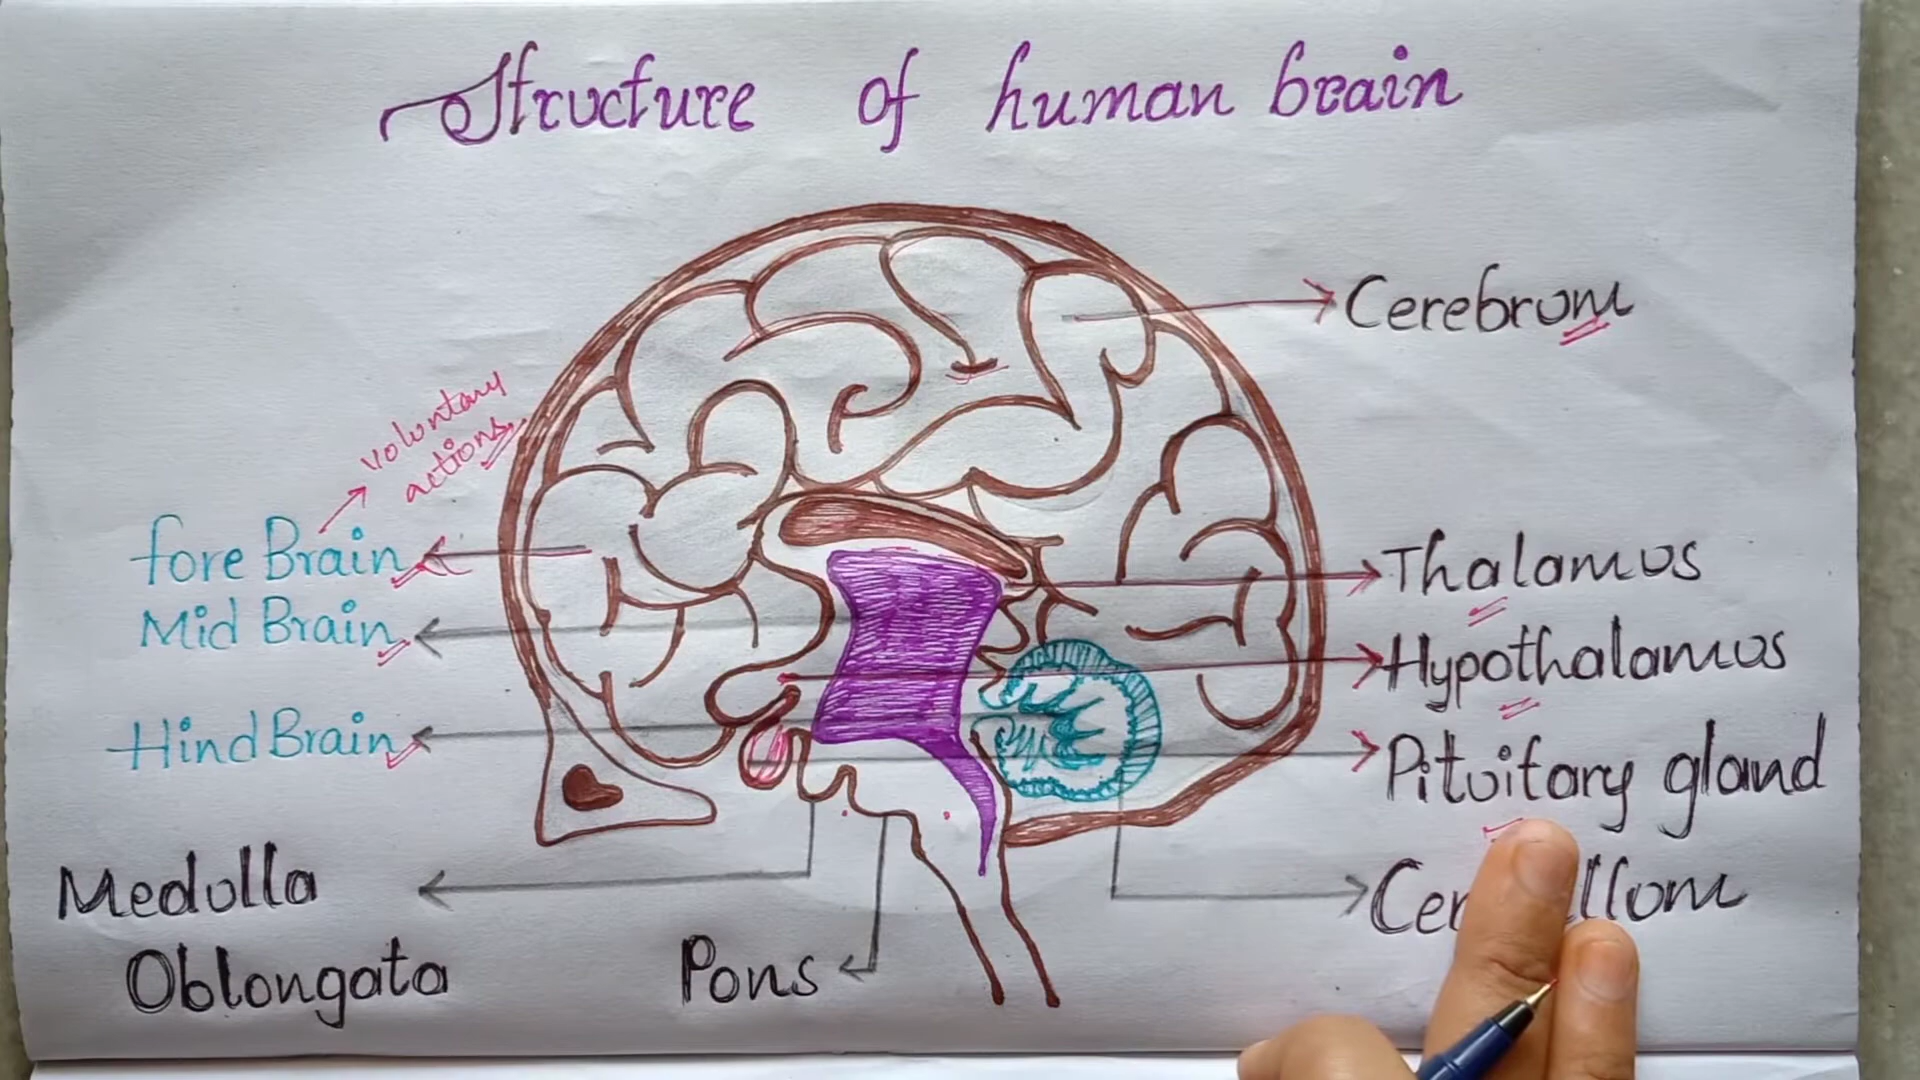 Structure of human brain
Cerebrum
voluntary
actions
fore Brain
Mid Brain
Hind Brain
Thalamus
Hypothalamus
Pituitary gland
Medulla
Oblongata
Pons